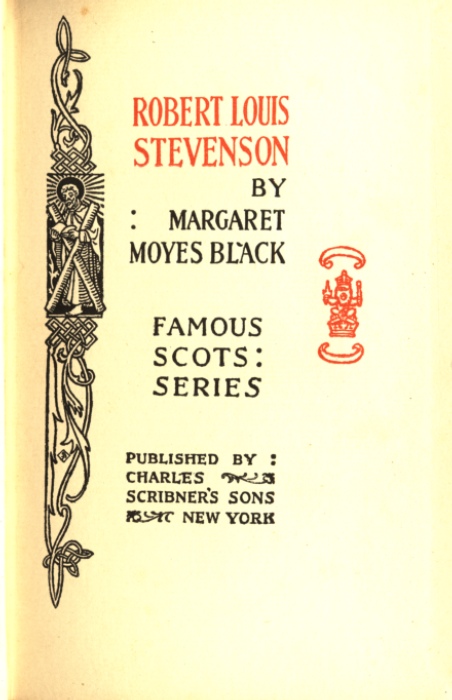 ROBERT LOUIS
STEVENSON
BY
: MARGARET
MOYES BLACK
FAMOUS
SCOTS:
SERIES
PUBLISHED BY :
CHARLES
SCRIBNER'S SONS
NEW YORK